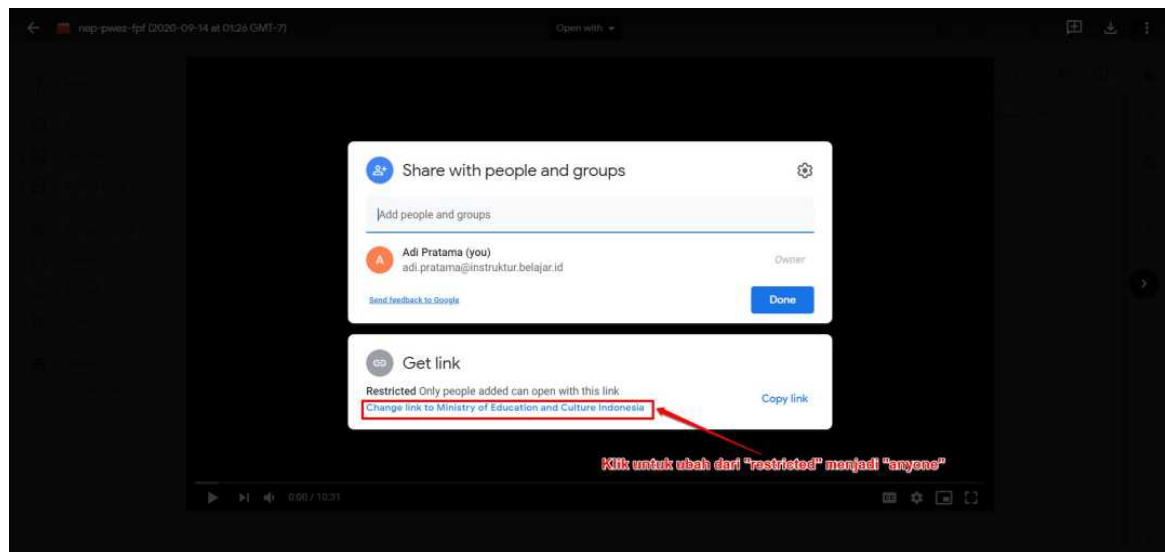 nep-pwez-fpf (2020-09-14 at 01:26 GMT-7)
Open with
Share with people and groups
Add people and groups
A
Adi Pratama (you)
adi.pratama@instruktur.belajar.id
Owner
Send feedback to Google
Done
Get link
Restricted Only people added can open with this link
Change link to Ministry of Education and Culture Indonesia
Copy link
Klik untuk ubah dari "restricted" menjadi "anyone"
0:00 / 10:31